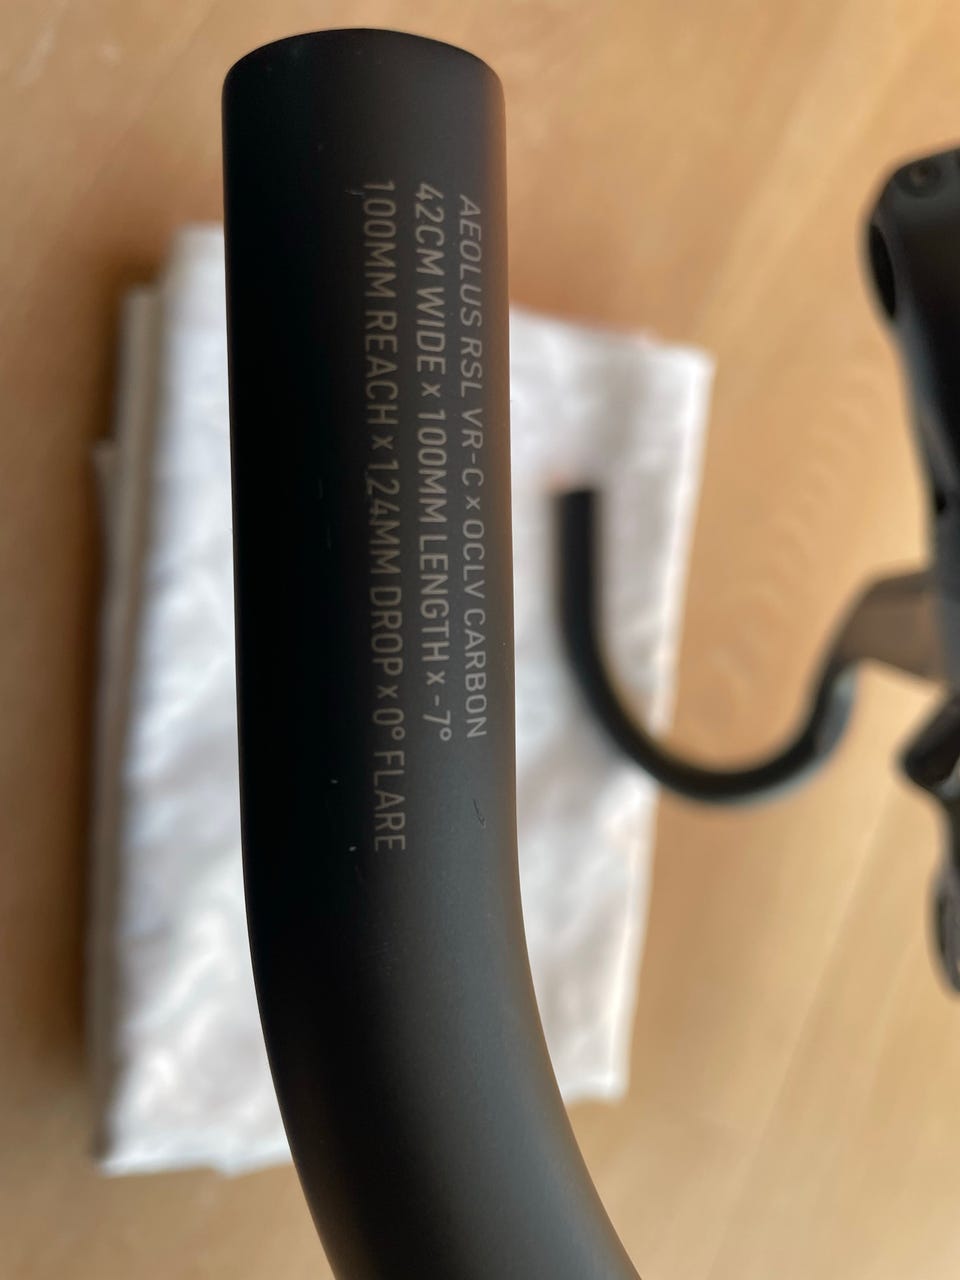 AEOLUS RSL VR-C x OCLV CARBON
42CM WIDE x 100MM LENGTH x -7°
100MM REACH x 124MM DROP x 0° FLARE